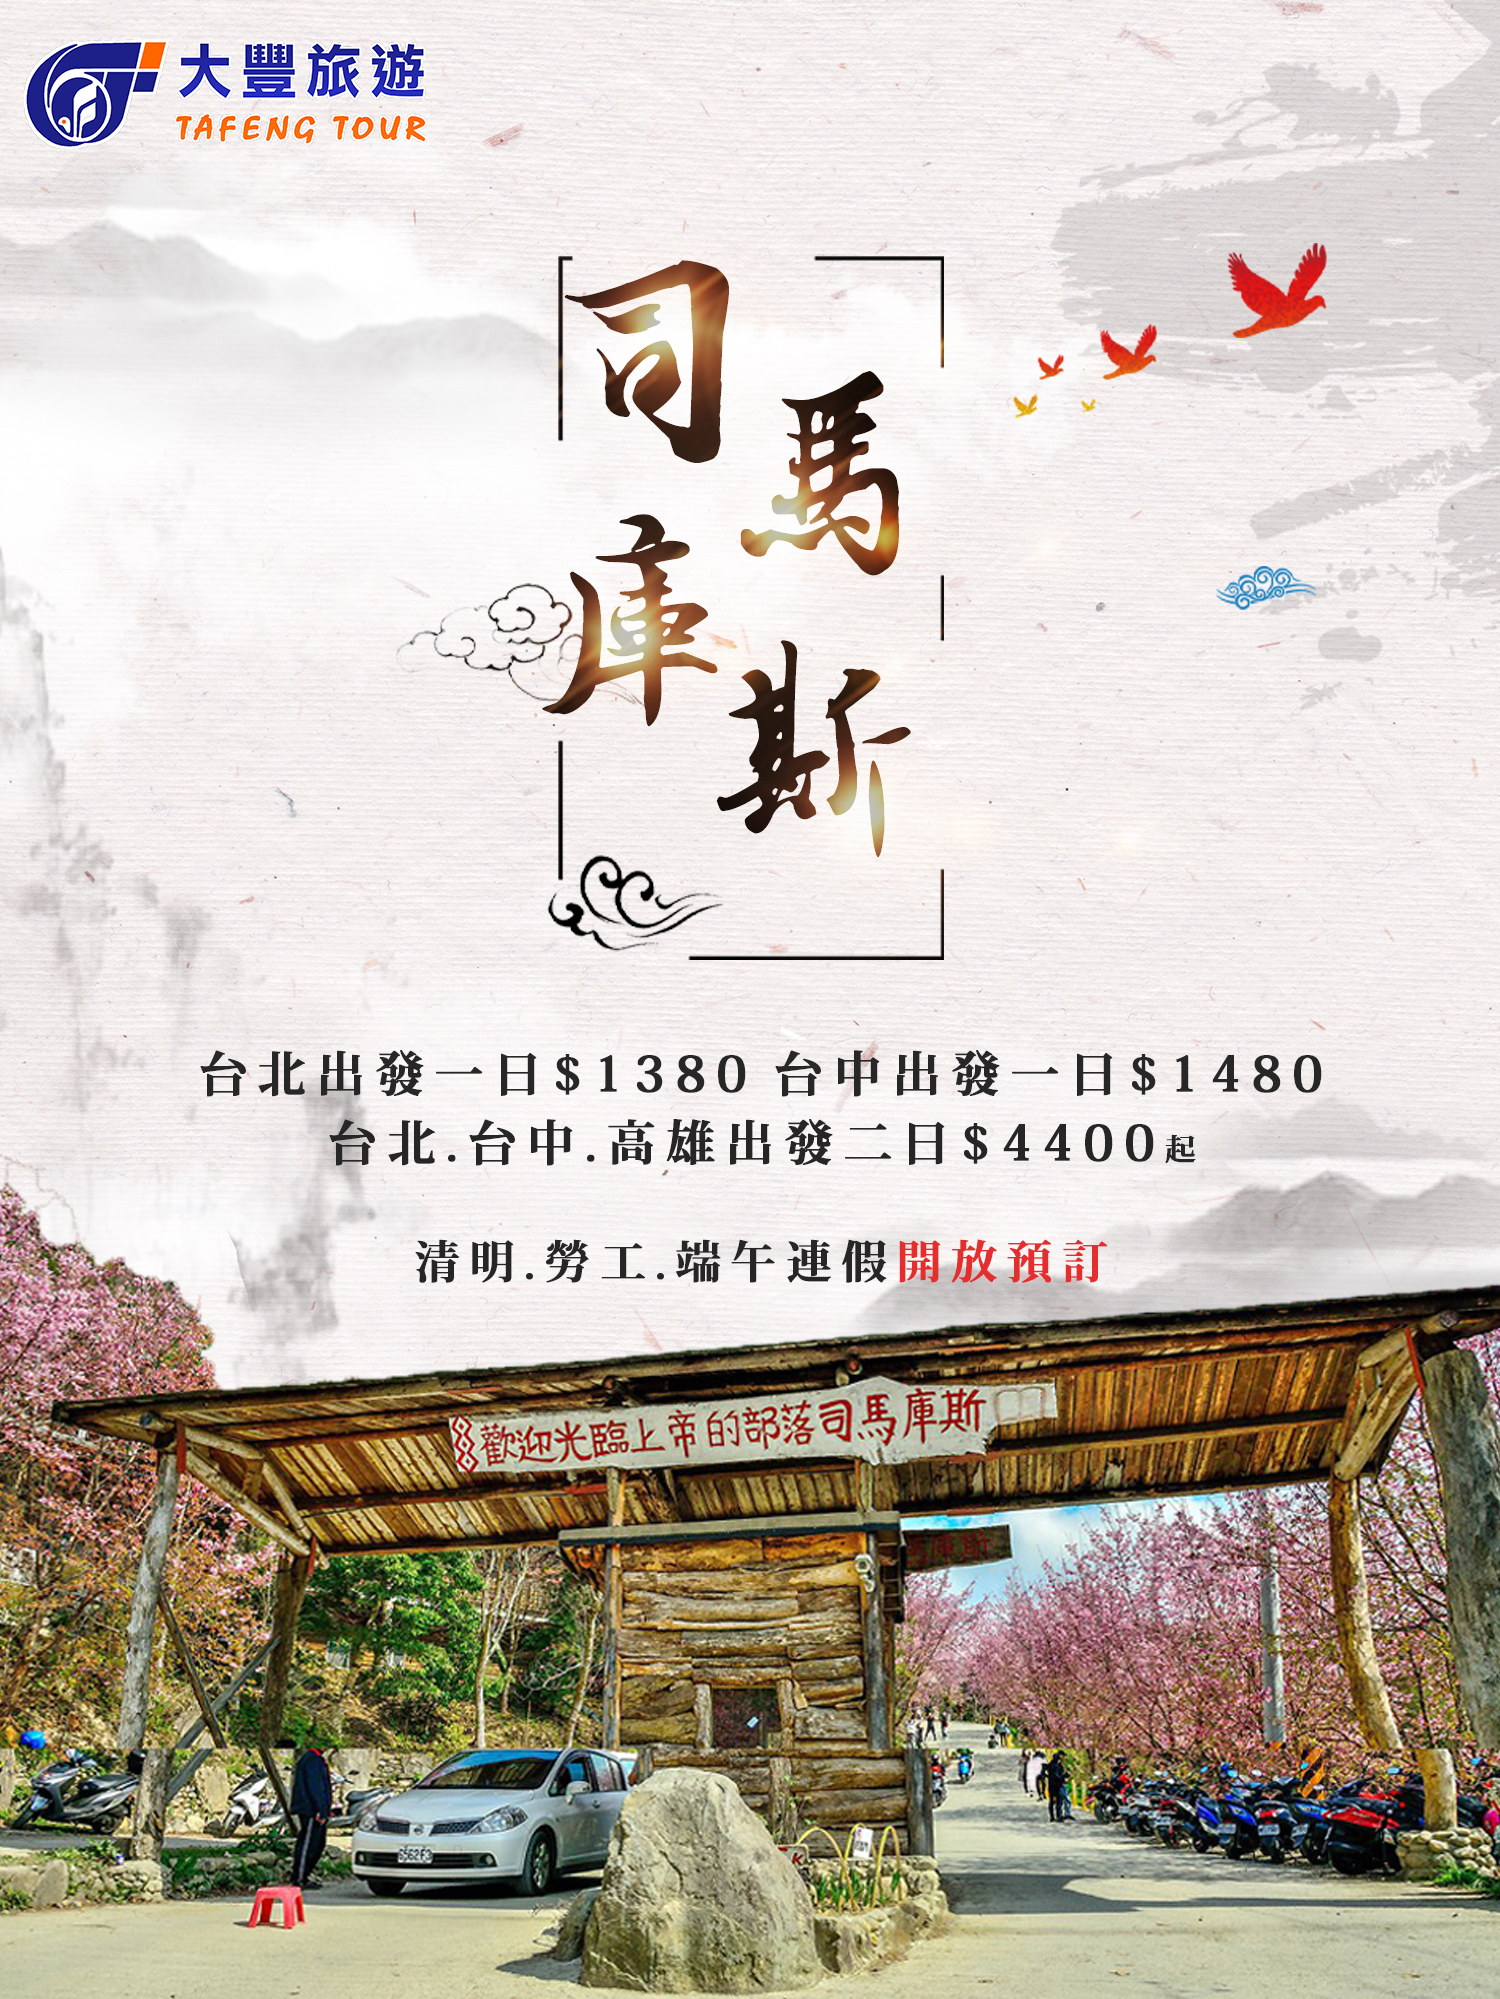 大豐旅遊
TAFENG TOUR
司馬庫斯
台北出發一日$1380 台中出發一日$1480
台北.台中.高雄出發二日$4400起
清明.勞工.端午連假開放預訂
歡迎光臨上帝的部落司馬庫斯
馬庫斯